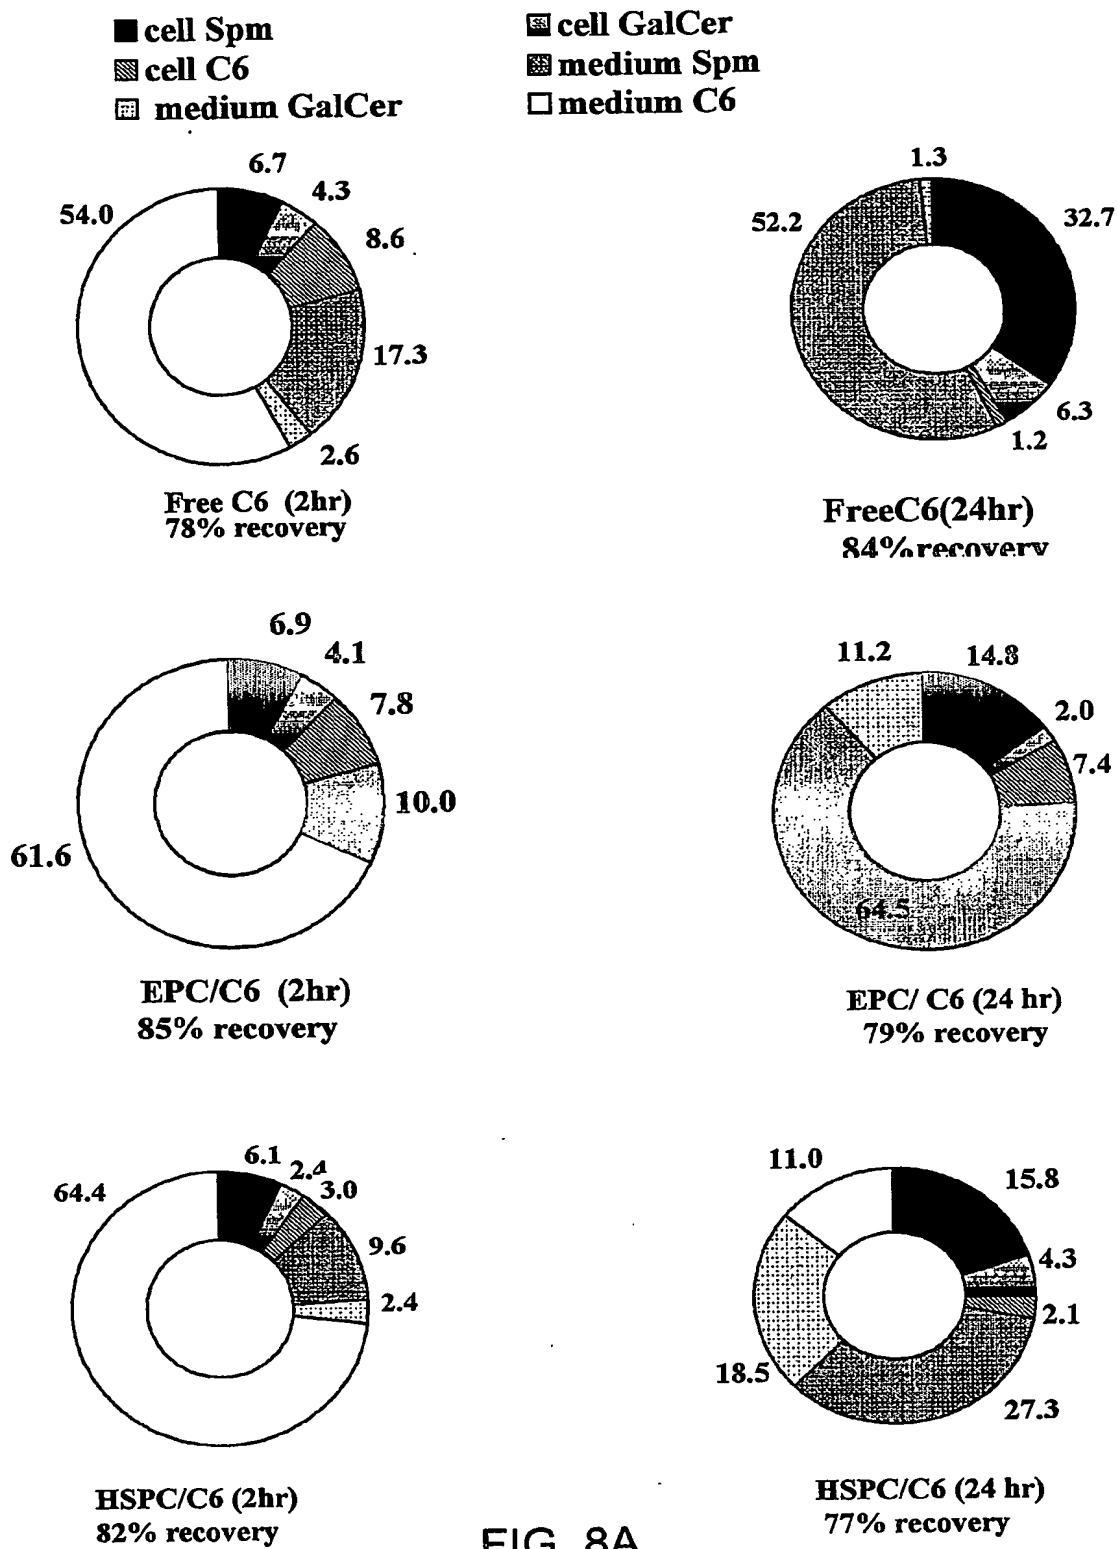 cell Spm
cell GalCer
cell C6
medium Spm
medium GalCer
medium C6
6.7
4.3
8.6
17.3
2.6
54.0
Free C6 (2hr)
78% recovery
1.3
32.7
6.3
1.2
52.2
FreeC6(24hr)
84% recovery
6.9
4.1
7.8
10.0
61.6
EPC/C6 (2hr)
85% recovery
11.2
14.8
2.0
7.4
64.5
EPC/ C6 (24 hr)
79% recovery
6.1
2.4
3.0
9.6
2.4
64.4
HSPC/C6 (2hr)
82% recovery
11.0
15.8
4.3
2.1
27.3
18.5
HSPC/C6 (24 hr)
77% recovery
FIG. 8A